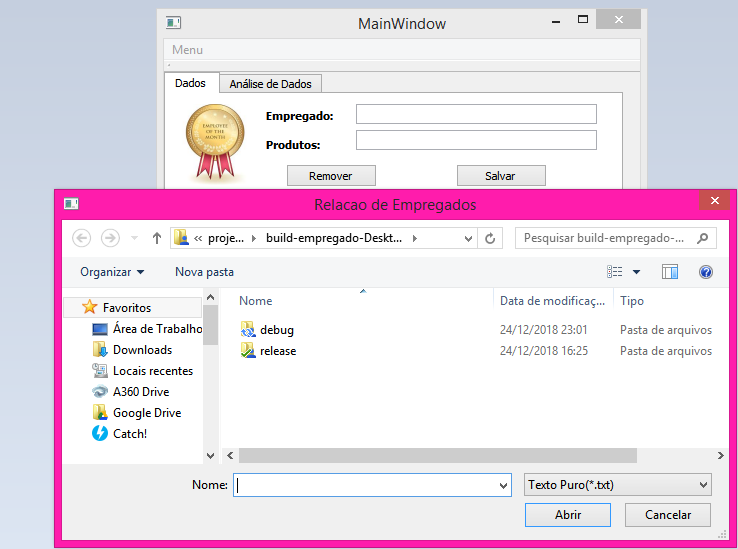 MainWindow
Menu
Dados Análise de Dados
EMPLOYEE
OF THE
MONTH
Empregado:
Produtos:
Remover Salvar
Relacao de Empregados
« proje... build-empregado-Deskt... Pesquisar build-empregado-...
Organizar Nova pasta
Favoritos
Área de Trabalho
Downloads
Locais recentes
A360 Drive
Google Drive
Catch!
Nome Data de modificaç... Tipo
debug 24/12/2018 23:01 Pasta de arquivos
release 24/12/2018 16:25 Pasta de arquivos
Nome: Texto Puro(*.txt)
Abrir Cancelar